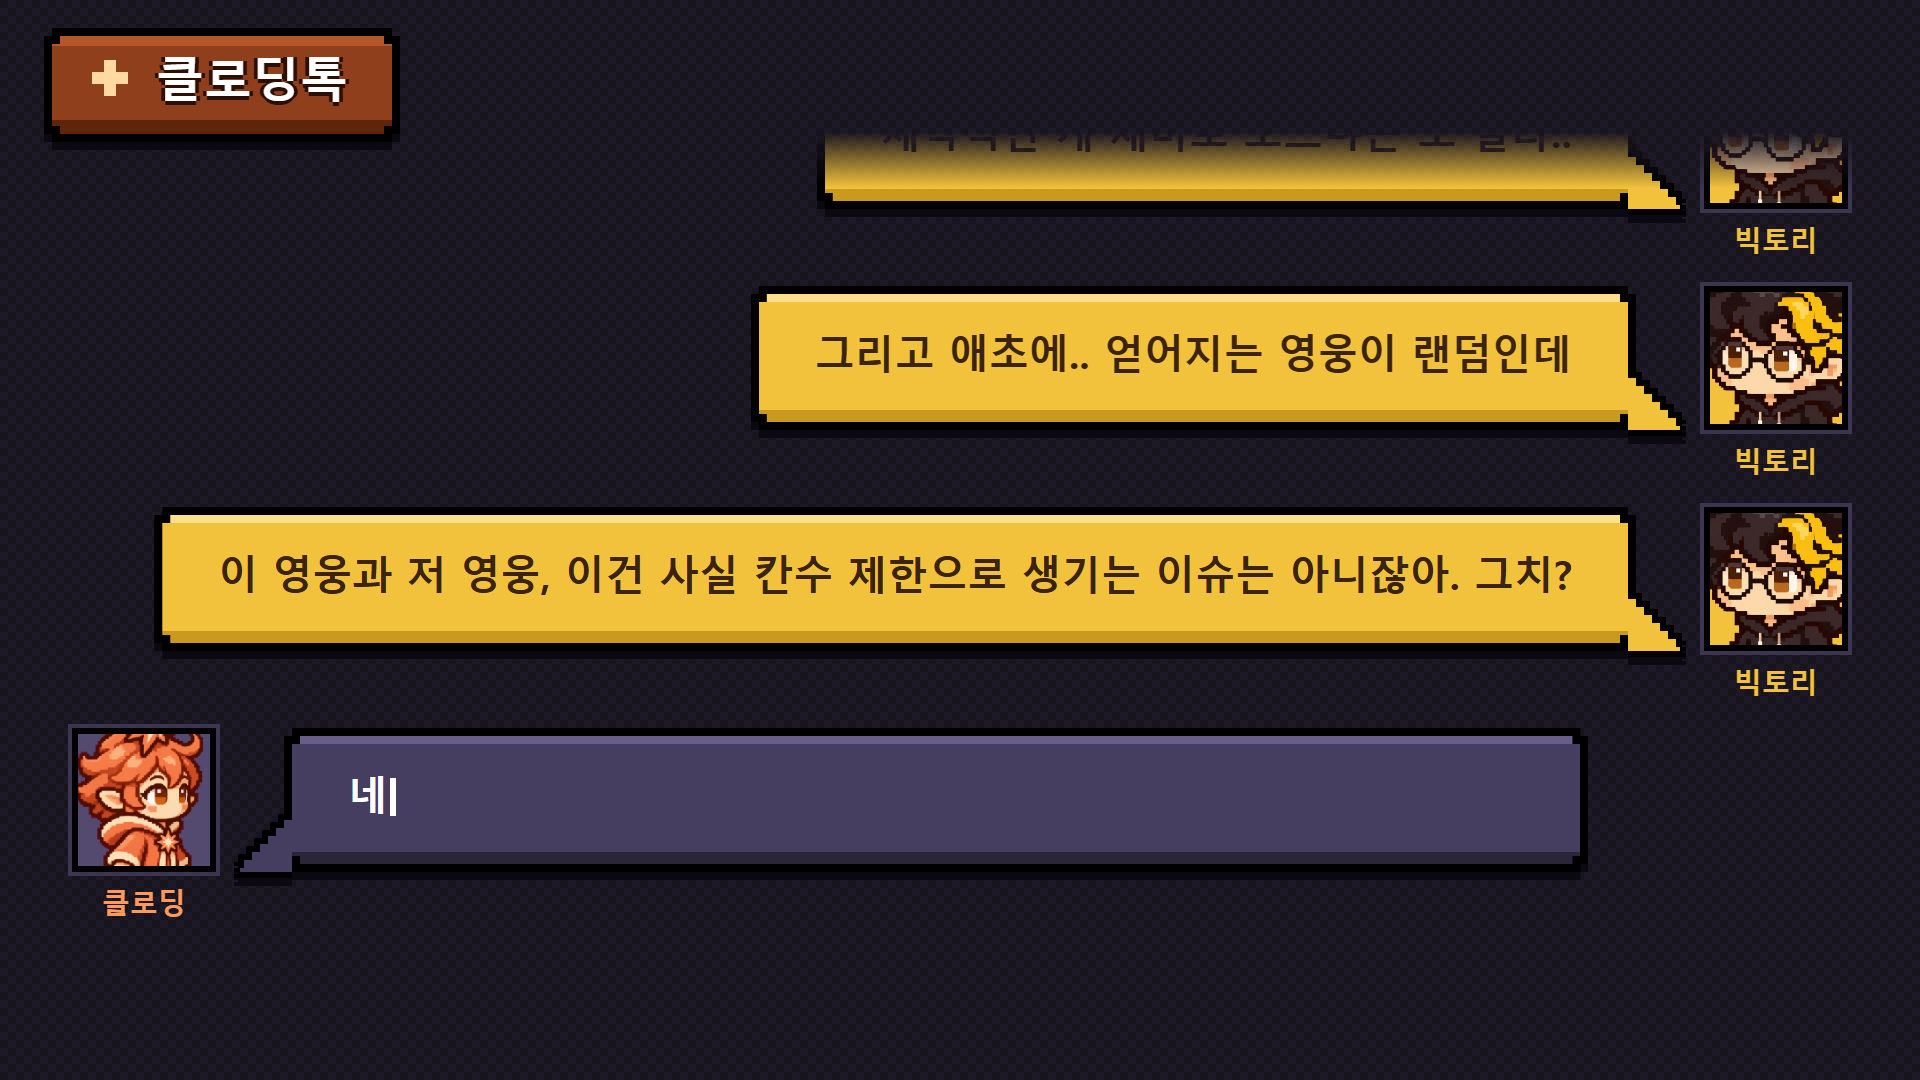 클로딩톡
빅토리
그리고 애초에.. 얻어지는 영웅이 랜덤인데
빅토리
이 영웅과 저 영웅, 이건 사실 칸수 제한으로 생기는 이슈는 아니잖아. 그치?
빅토리
네
클로딩